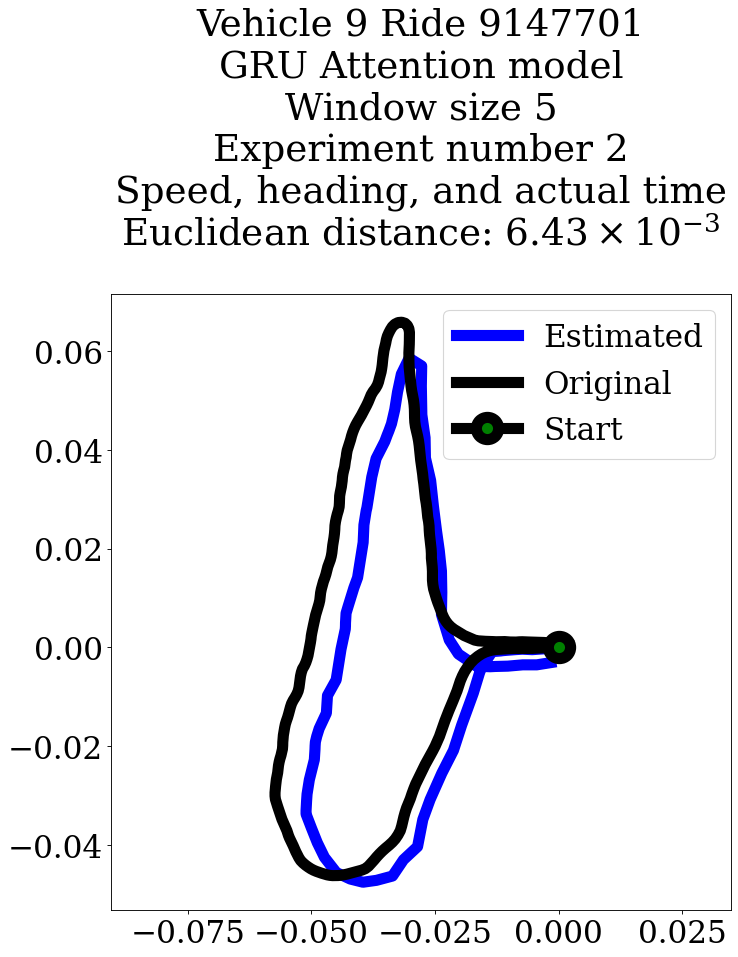 Vehicle 9 Ride 9147701
GRU Attention model
Window size 5
Experiment number 2
Speed, heading, and actual time
Euclidean distance: 6.43 × 10⁻³
Estimated
Original
Start
0.06
0.04
0.02
0.00
−0.02
−0.04
−0.075 −0.050 −0.025 0.000 0.025